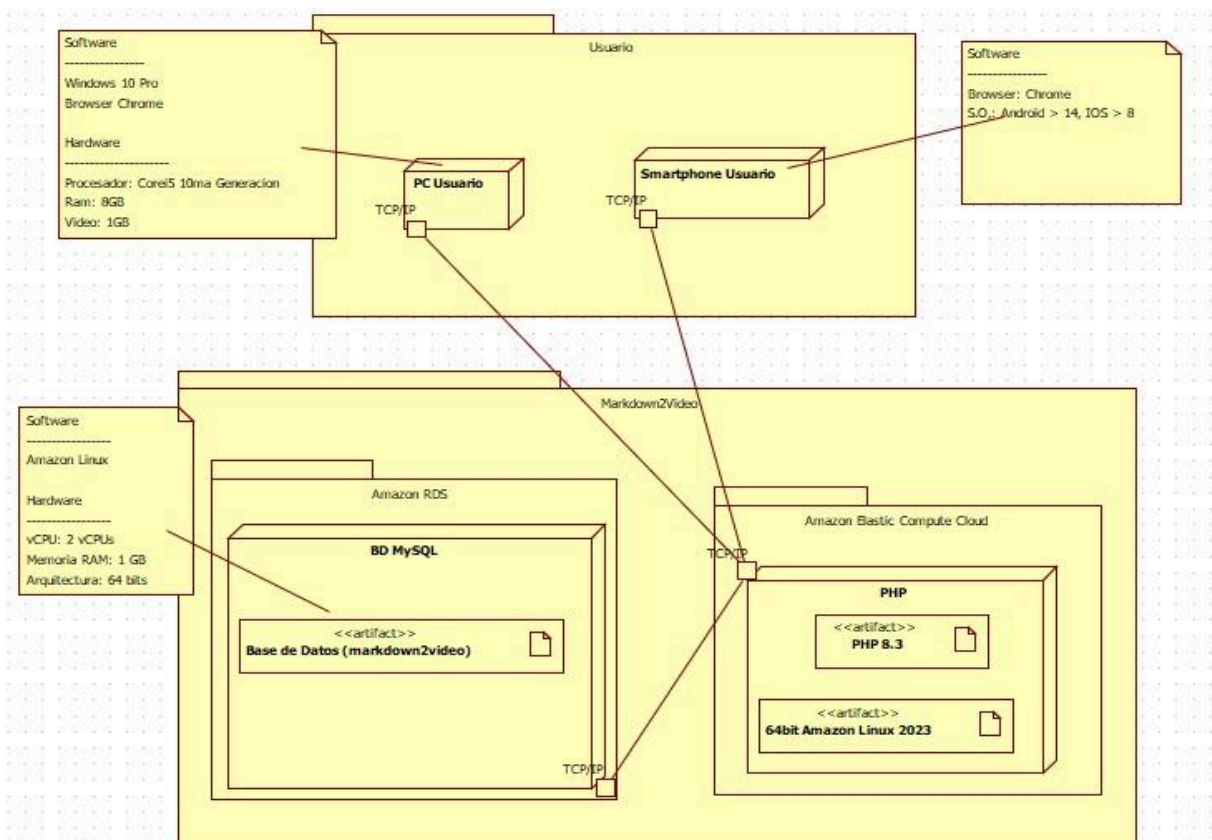 Software
----------------
Windows 10 Pro
Browser Chrome
Hardware
---------------------
Procesador: Corei5 10ma Generacion
Ram: 8GB
Video: 1GB
Usuario
PC Usuario
TCP/IP
Smartphone Usuario
TCP/IP
Software
----------------
Browser: Chrome
S.O.: Android > 14, IOS > 8
Markdown2Video
Software
-----------------
Amazon Linux
Hardware
-----------------
vCPU: 2 vCPUs
Memoria RAM: 1 GB
Arquitectura: 64 bits
Amazon RDS
BD MySQL
<<artifact>>
Base de Datos (markdown2video)
TCP/IP
Amazon Elastic Compute Cloud
TCP/IP
PHP
<<artifact>>
PHP 8.3
<<artifact>>
64bit Amazon Linux 2023